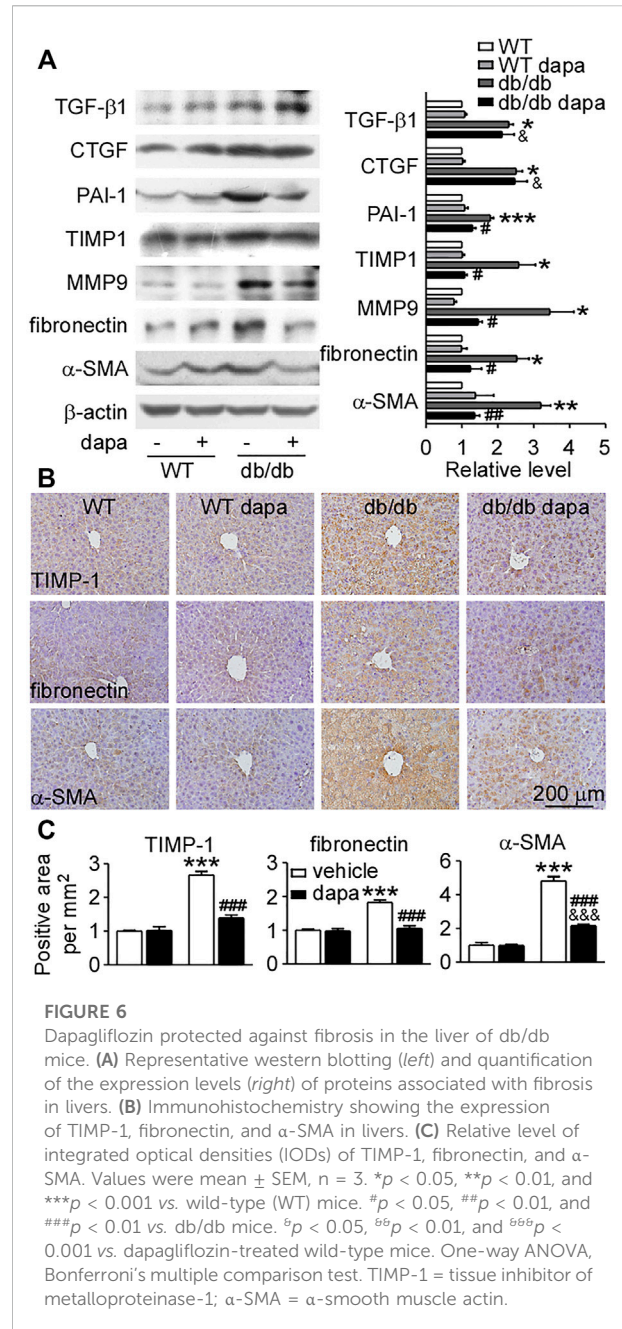 A
TGF-β1
CTGF
PAI-1
TIMP1
MMP9
fibronectin
α-SMA
β-actin
dapa - + - +
WT db/db
WT
WT dapa
db/db
db/db dapa
TGF-β1 * &
CTGF * &
PAI-1 *** #
TIMP1 * #
MMP9 * #
fibronectin * #
α-SMA ** ##
0 1 2 3 4 5
Relative level
B
WT WT dapa db/db db/db dapa
TIMP-1
fibronectin
α-SMA
200 μm
C
Positive area
per mm²
TIMP-1
3
2
1
0
*** ###
fibronectin
vehicle
dapa
3
2
1
0
*** ###
α-SMA
6
4
2
0
***
###
&&&
FIGURE 6
Dapagliflozin protected against fibrosis in the liver of db/db
mice. (A) Representative western blotting (left) and quantification
of the expression levels (right) of proteins associated with fibrosis
in livers. (B) Immunohistochemistry showing the expression
of TIMP-1, fibronectin, and α-SMA in livers. (C) Relative level of
integrated optical densities (IODs) of TIMP-1, fibronectin, and α-
SMA. Values were mean ± SEM, n = 3. *p < 0.05, **p < 0.01, and
***p < 0.001 vs. wild-type (WT) mice. #p < 0.05, ##p < 0.01, and
###p < 0.01 vs. db/db mice. &p < 0.05, &&p < 0.01, and &&&p <
0.001 vs. dapagliflozin-treated wild-type mice. One-way ANOVA,
Bonferroni's multiple comparison test. TIMP-1 = tissue inhibitor of
metalloproteinase-1; α-SMA = α-smooth muscle actin.